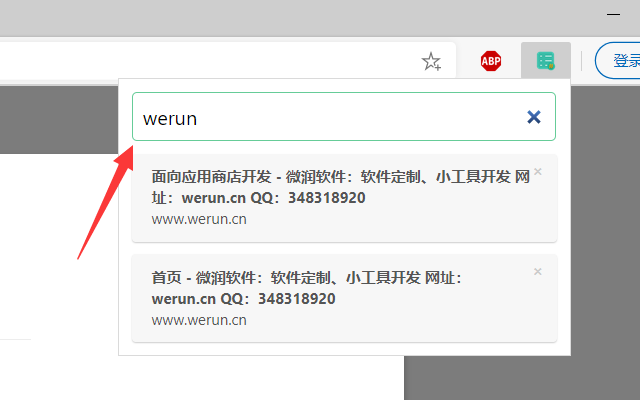 ABP
登录
werun
面向应用商店开发 - 微润软件：软件定制、小工具开发 网
址：werun.cn QQ：348318920
www.werun.cn
首页 - 微润软件：软件定制、小工具开发 网址：
werun.cn QQ：348318920
www.werun.cn